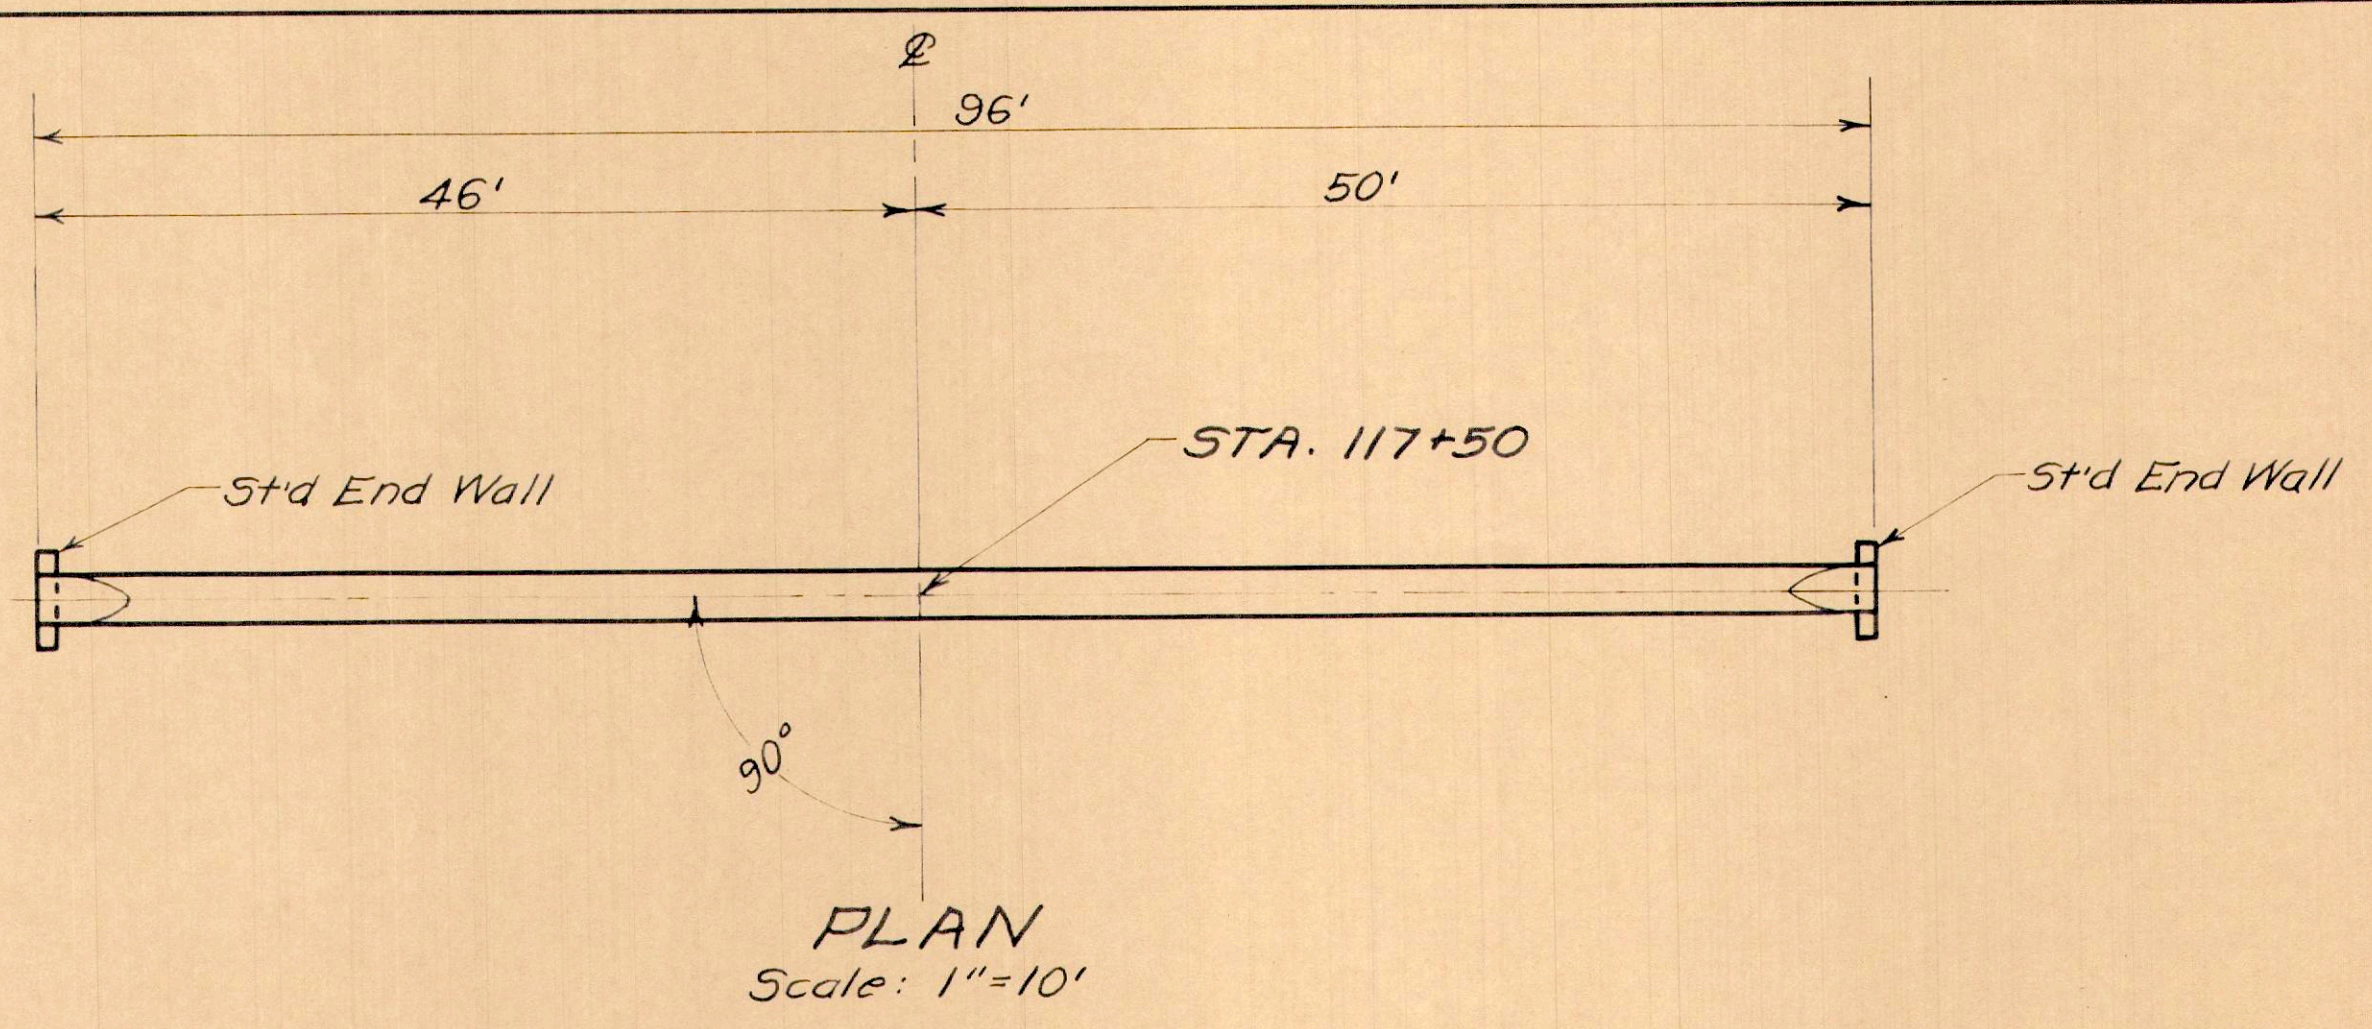 ℄
96'
46'
50'
STA. 117+50
St'd End Wall
St'd End Wall
90°
PLAN
Scale: 1"=10'